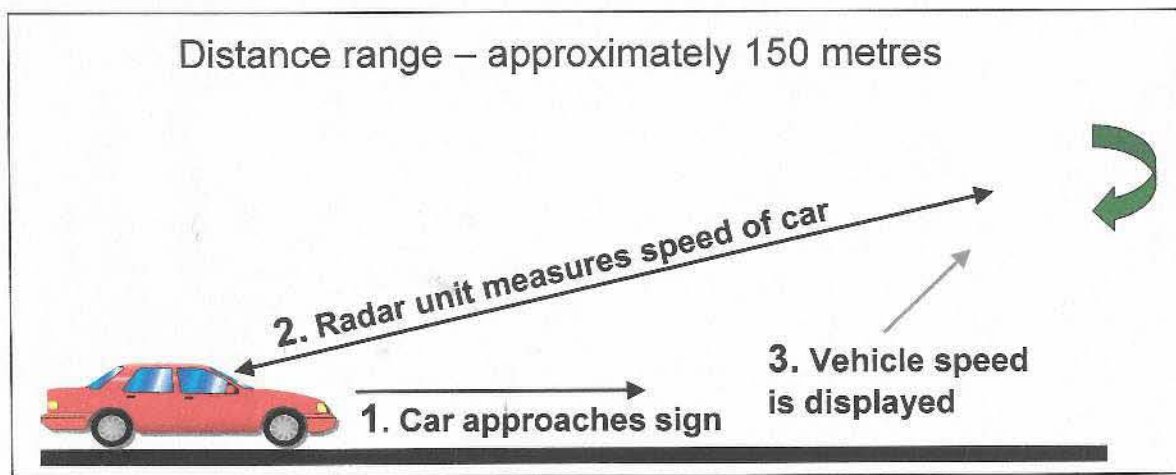 Distance range – approximately 150 metres
2. Radar unit measures speed of car
1. Car approaches sign
3. Vehicle speed
is displayed